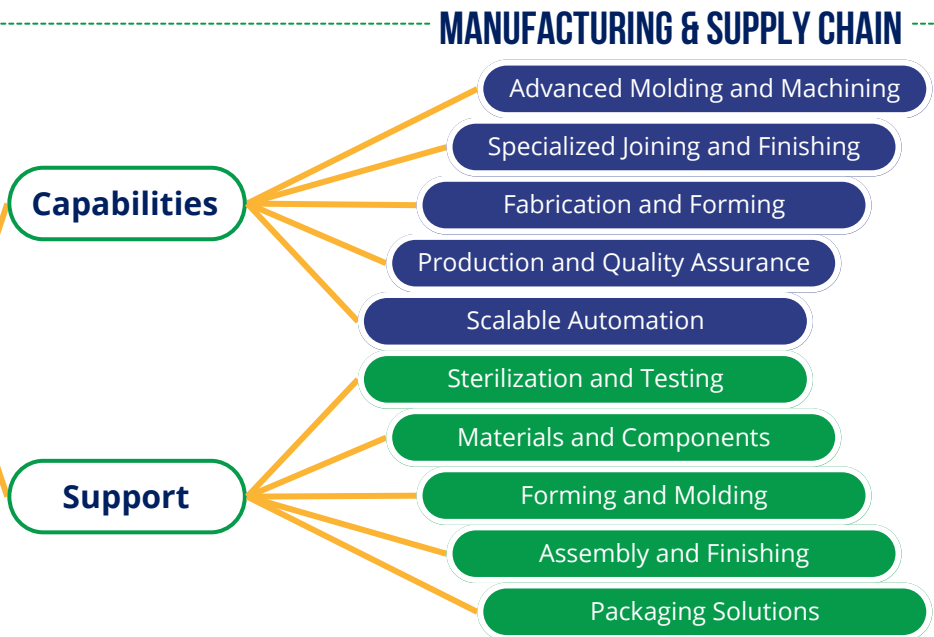 MANUFACTURING & SUPPLY CHAIN
Capabilities
Advanced Molding and Machining
Specialized Joining and Finishing
Fabrication and Forming
Production and Quality Assurance
Scalable Automation
Support
Sterilization and Testing
Materials and Components
Forming and Molding
Assembly and Finishing
Packaging Solutions